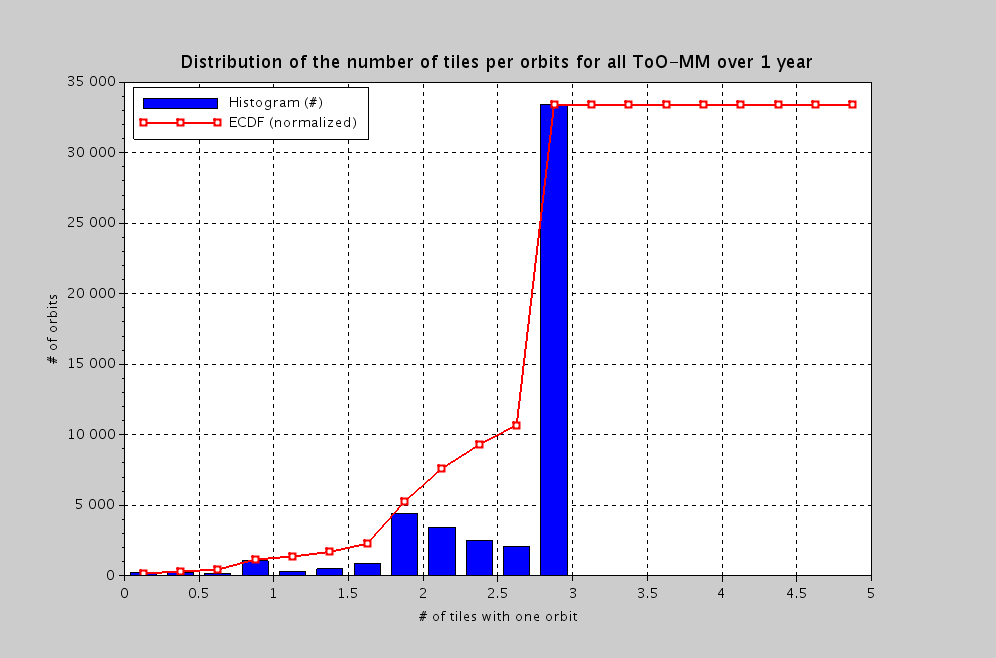 Distribution of the number of tiles per orbits for all ToO-MM over 1 year
35 000
30 000
25 000
20 000
15 000
10 000
5 000
0
Histogram (#)
ECDF (normalized)
# of orbits
0 0.5 1 1.5 2 2.5 3 3.5 4 4.5 5
# of tiles with one orbit